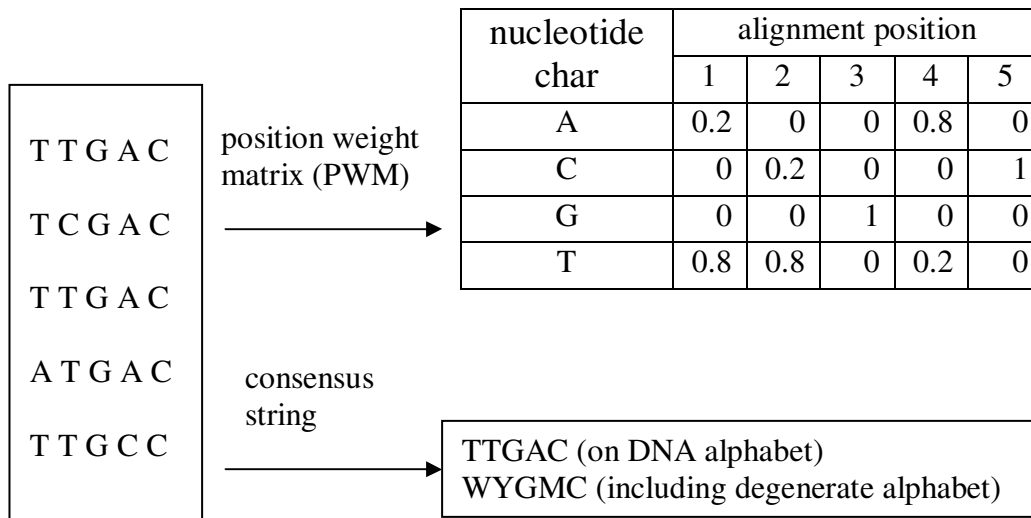 T T G A C
T C G A C
T T G A C
A T G A C
T T G C C
position weight
matrix (PWM)
nucleotide char alignment position
1 2 3 4 5
A 0.2 0 0 0.8 0
C 0 0.2 0 0 1
G 0 0 1 0 0
T 0.8 0.8 0 0.2 0
consensus
string
TTGAC (on DNA alphabet)
WYGMC (including degenerate alphabet)